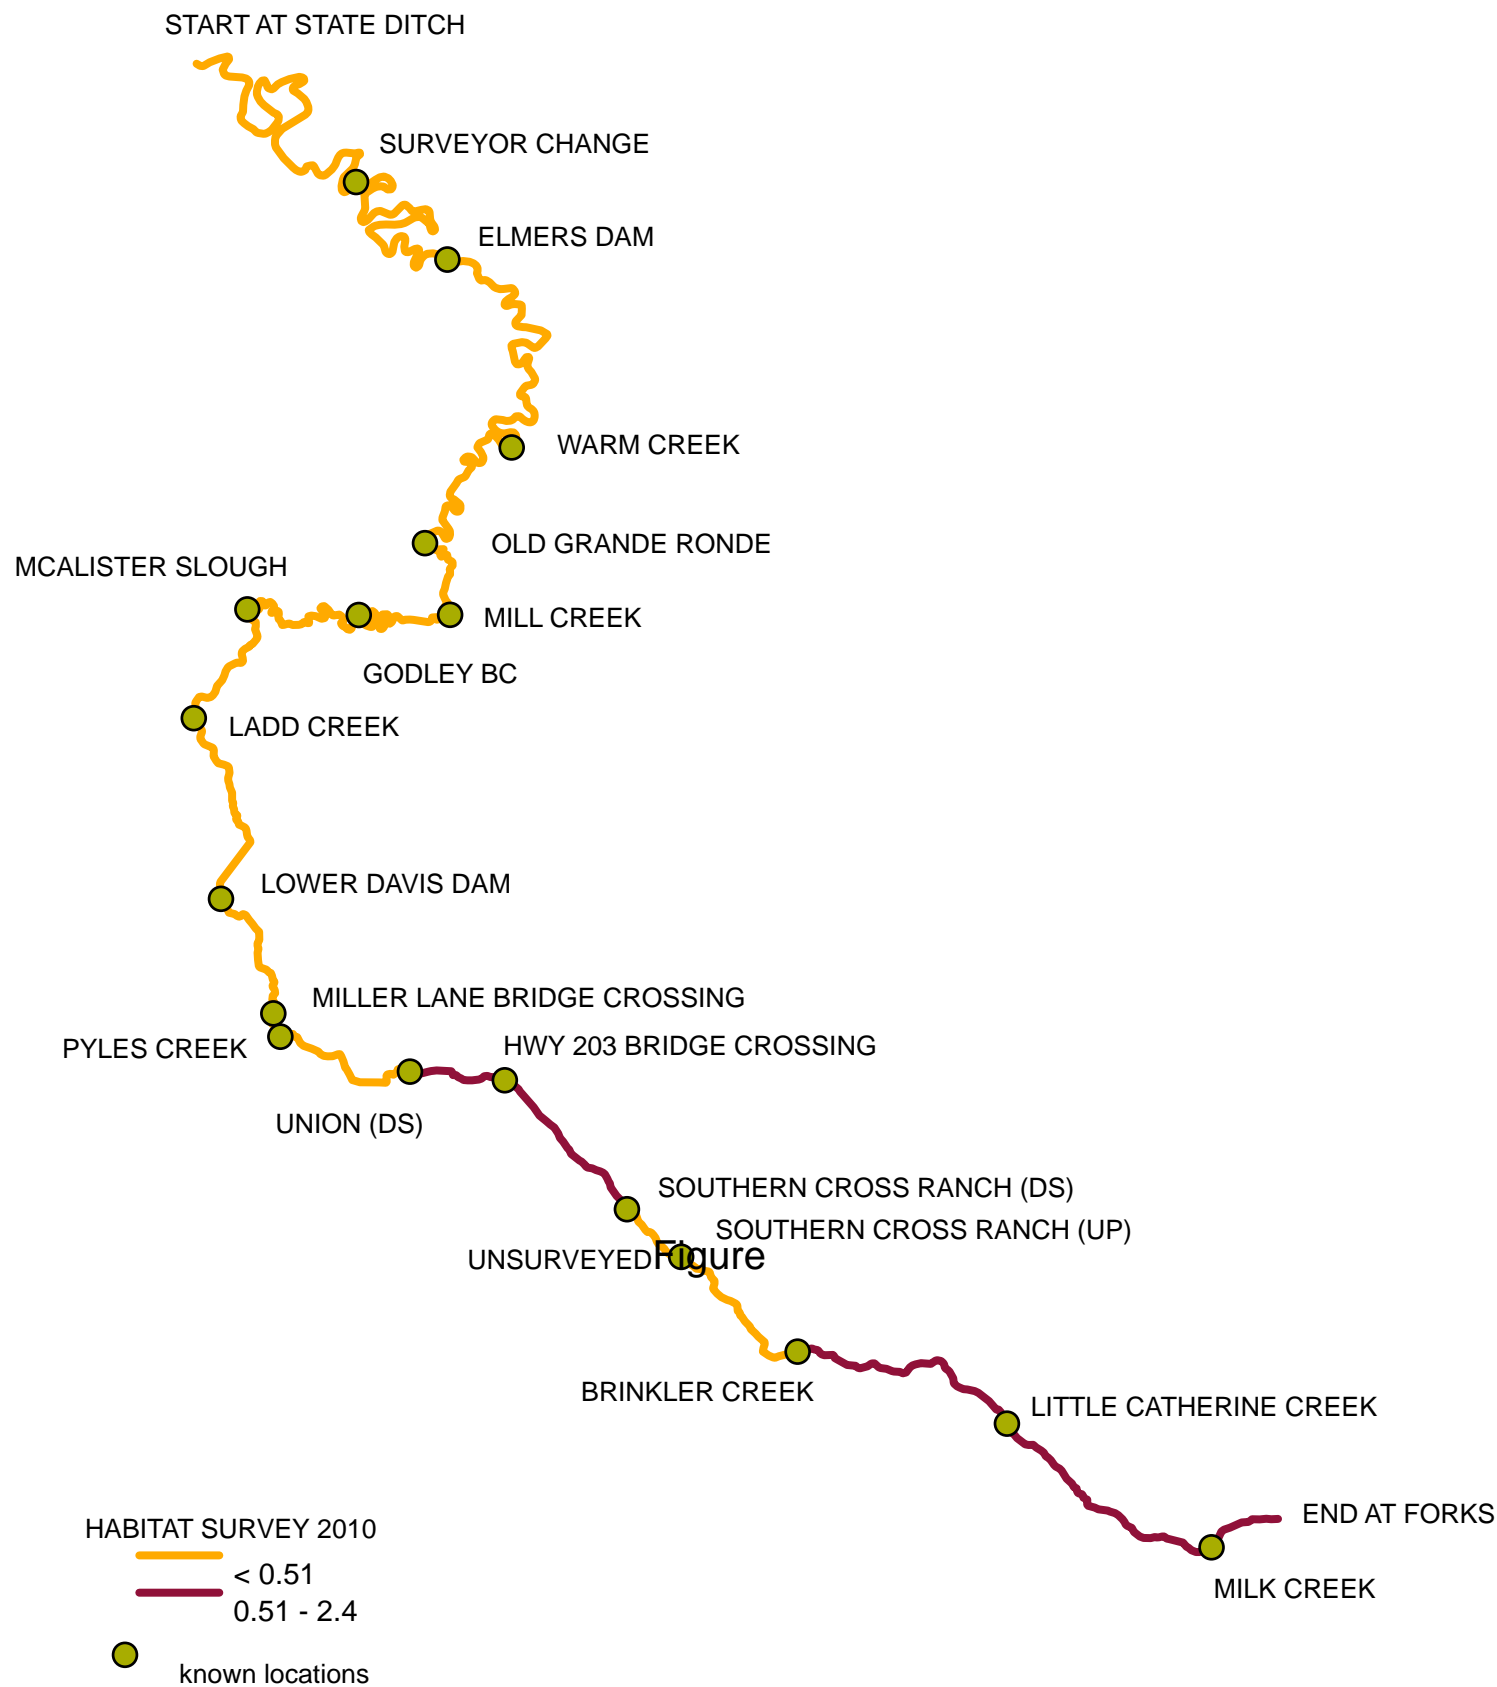 START AT STATE DITCH
SURVEYOR CHANGE
ELMERS DAM
WARM CREEK
OLD GRANDE RONDE
MCALISTER SLOUGH
MILL CREEK
GODLEY BC
LADD CREEK
LOWER DAVIS DAM
MILLER LANE BRIDGE CROSSING
PYLES CREEK
HWY 203 BRIDGE CROSSING
UNION (DS)
SOUTHERN CROSS RANCH (DS)
SOUTHERN CROSS RANCH (UP)
UNSURVEYED
Figure
BRINKLER CREEK
LITTLE CATHERINE CREEK
END AT FORKS
MILK CREEK
HABITAT SURVEY 2010
< 0.51
0.51 - 2.4
known locations